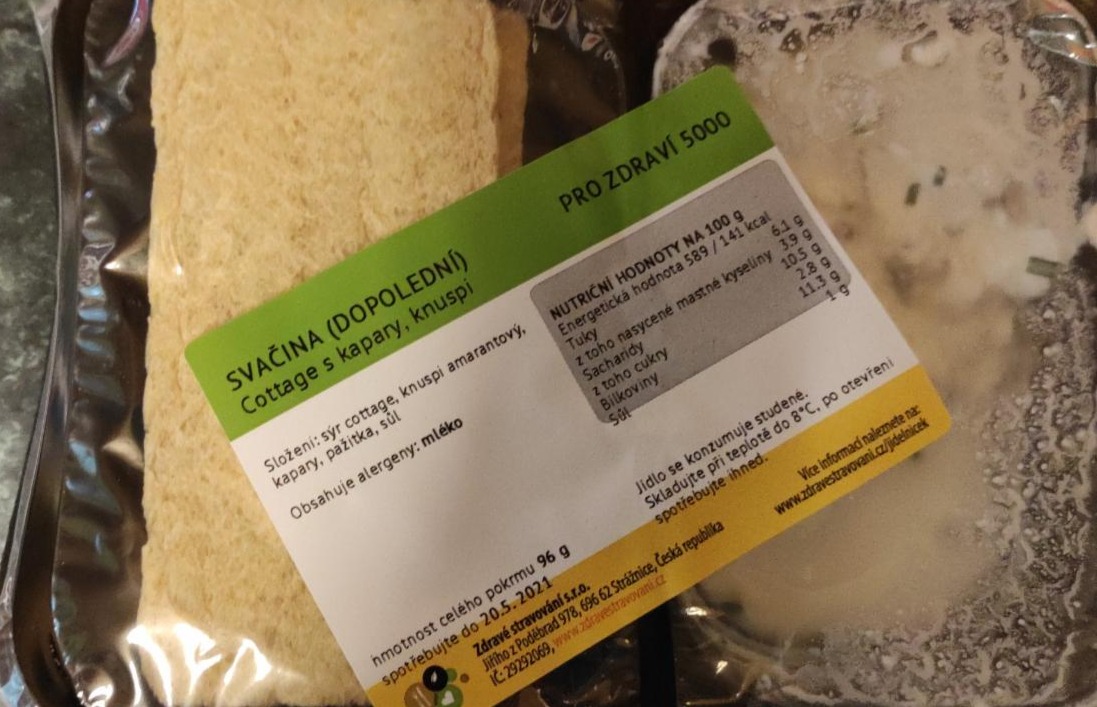 SVAČINA (DOPOLEDNÍ)
PRO ZDRAVÍ 5000
Cottage s kapary, knuspi
Složení: sýr cottage, knuspi amarantový,
kapary, pažitka, sůl
Obsahuje alergeny: mléko
NUTRIČNÍ HODNOTY NA 100 g
Energetická hodnota 589 / 141 kcal
Tuky 6.1 g
z toho nasycené mastné kyseliny 3.9 g
Sacharidy 10.5 g
z toho cukry 2.8 g
Bílkoviny 11.3 g
Sůl 1 g
Jídlo se konzumuje studené.
Skladujte při teplotě do 8°C, po otevření
spotřebujte ihned.
hmotnost celého pokrmu 96 g
spotřebujte do 20.5. 2021
Zdravé stravování s.r.o.
Jiřího z Poděbrad 978, 696 62 Strážnice, Česká republika
IČ: 29292069, www.zdravestravovani.cz
Více informací naleznete na:
www.zdravestravovani.cz/jidelnicek